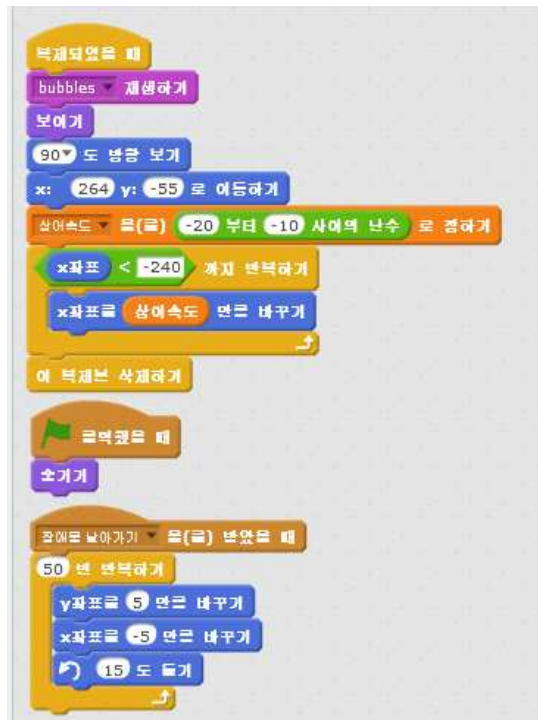 복제되었을 때
bubbles 재생하기
보이기
90 도 방향 보기
x: 264 y: -55 로 이동하기
상어속도 을(를) -20 부터 -10 사이의 난수 로 정하기
x좌표 < -240 까지 반복하기
x좌표를 상어속도 만큼 바꾸기
이 복제본 삭제하기
클릭했을 때
숨기기
장애물 날아가기 을(를) 받았을 때
50 번 반복하기
y좌표를 5 만큼 바꾸기
x좌표를 -5 만큼 바꾸기
15 도 돌기